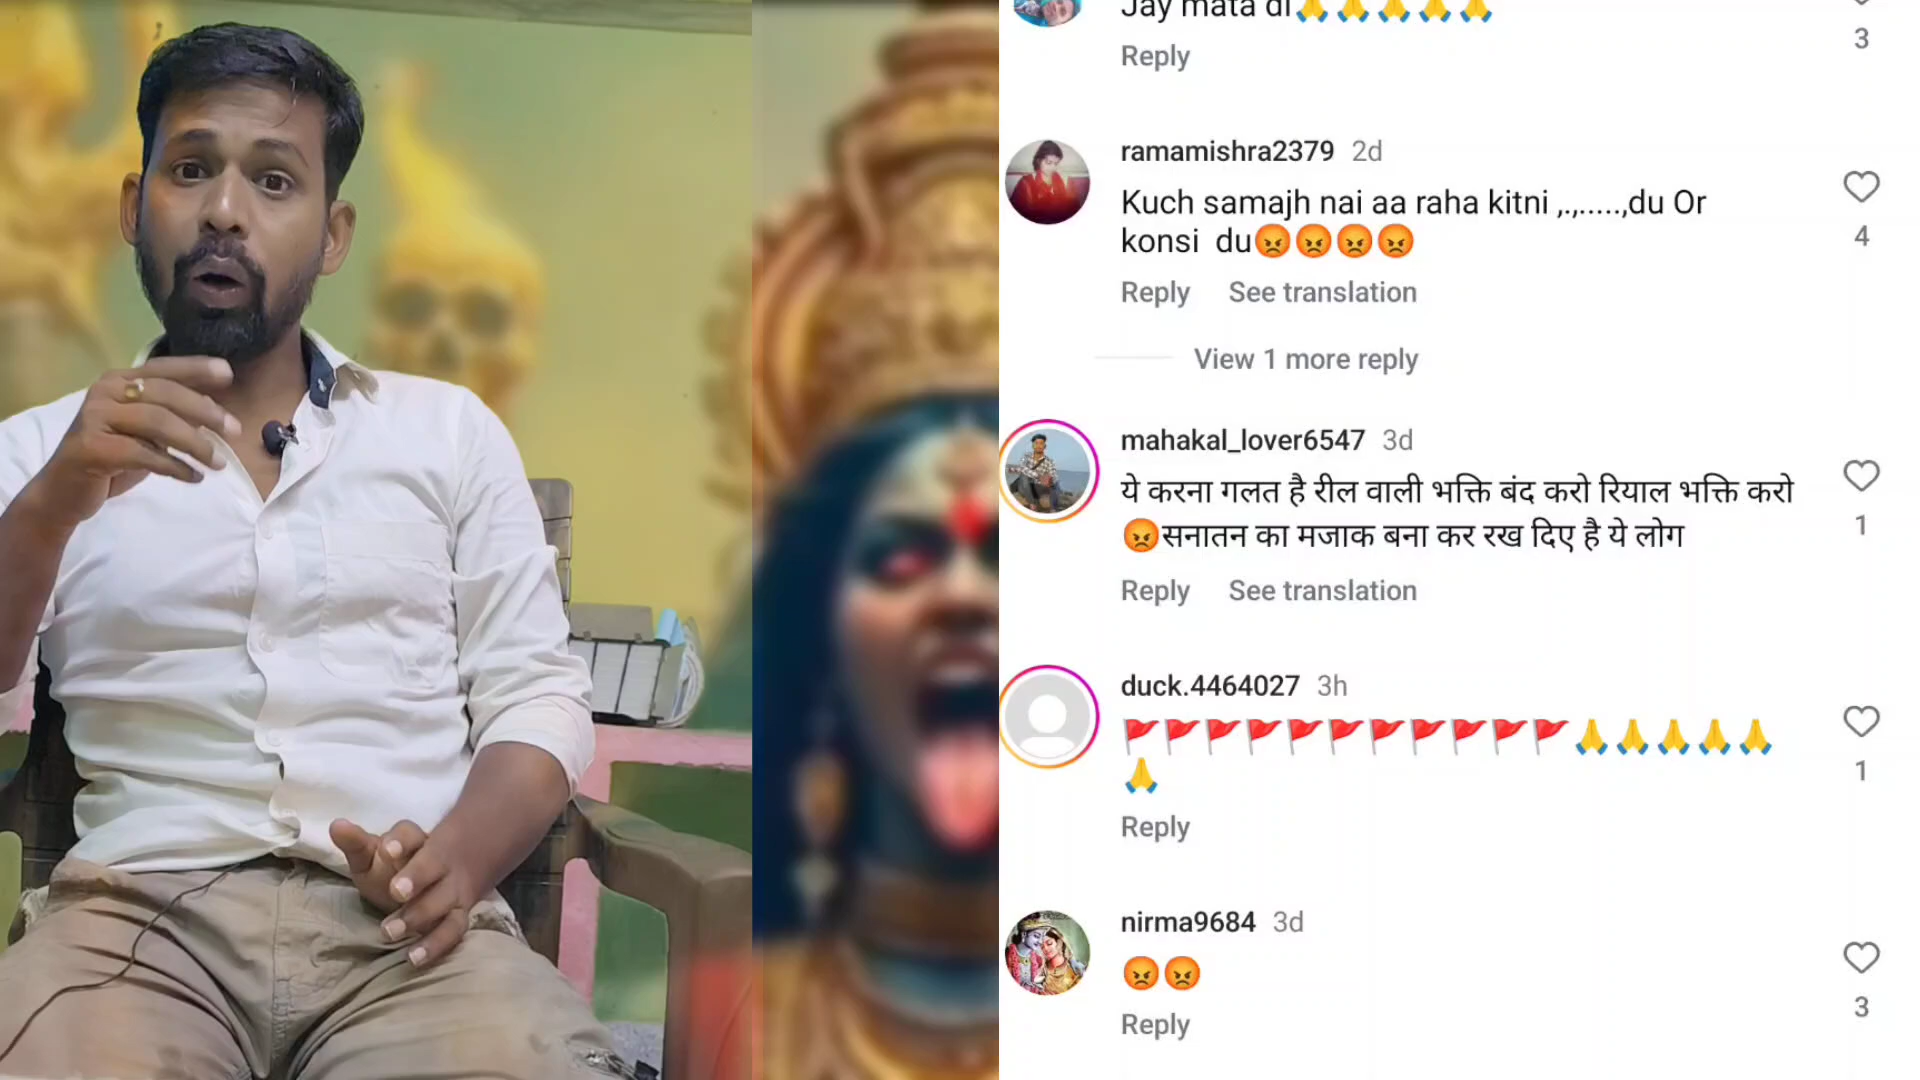 Jay mata di🙏🙏🙏🙏🙏
3
Reply
ramamishra2379 2d
Kuch samajh nai aa raha kitni ,.,.....,du Or
konsi du😡😡😡😡
4
Reply See translation
View 1 more reply
mahakal_lover6547 3d
ये करना गलत है रील वाली भक्ति बंद करो रियाल भक्ति करो
😡सनातन का मजाक बना कर रख दिए है ये लोग
1
Reply See translation
duck.4464027 3h
🚩🚩🚩🚩🚩🚩🚩🚩🚩🚩🚩🙏🙏🙏🙏🙏
🙏
1
Reply
nirma9684 3d
😡😡
3
Reply